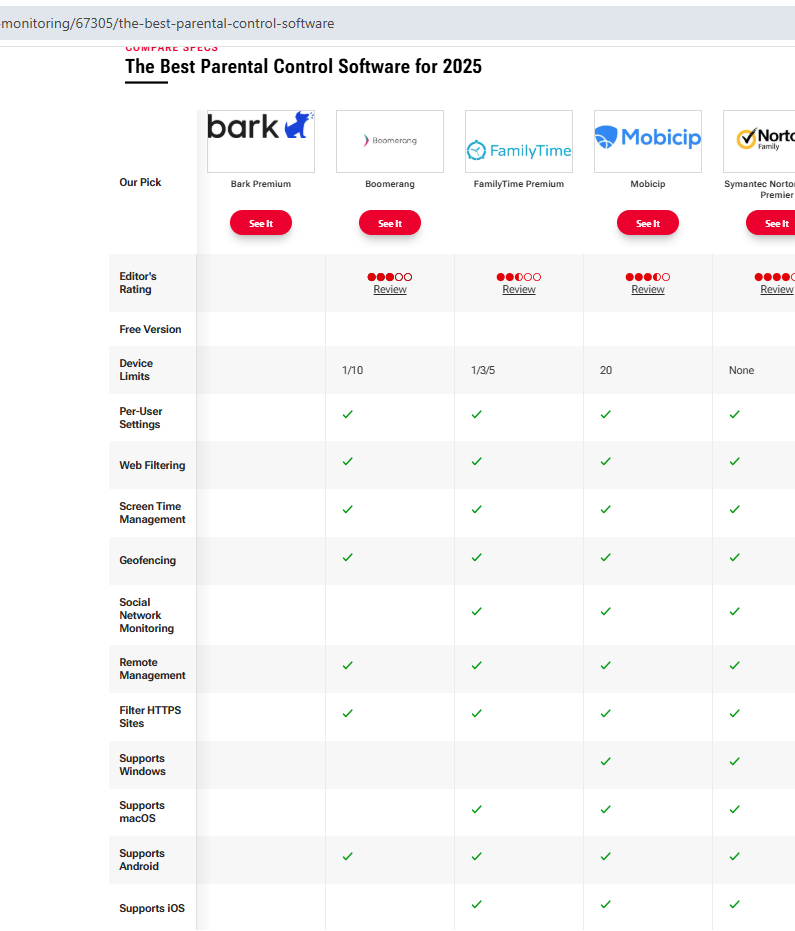 -monitoring/67305/the-best-parental-control-software
COMPARE SPECS
The Best Parental Control Software for 2025
Our Pick
bark
Bark Premium
See It
Boomerang
Boomerang
See It
FamilyTime
FamilyTime Premium
Mobicip
Mobicip
See It
Norto
Family
Symantec Norto
Premier
See It
Editor's
Rating
Review
Review
Review
Review
Free Version
Device
Limits
1/10
1/3/5
20
None
Per-User
Settings
Web Filtering
Screen Time
Management
Geofencing
Social
Network
Monitoring
Remote
Management
Filter HTTPS
Sites
Supports
Windows
Supports
macOS
Supports
Android
Supports iOS